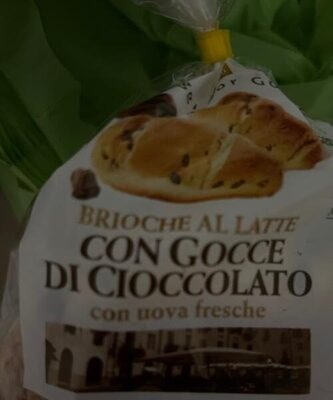 BRIOCHE AL LATTE
CON GOCCE
DI CIOCCOLATO
con uova fresche